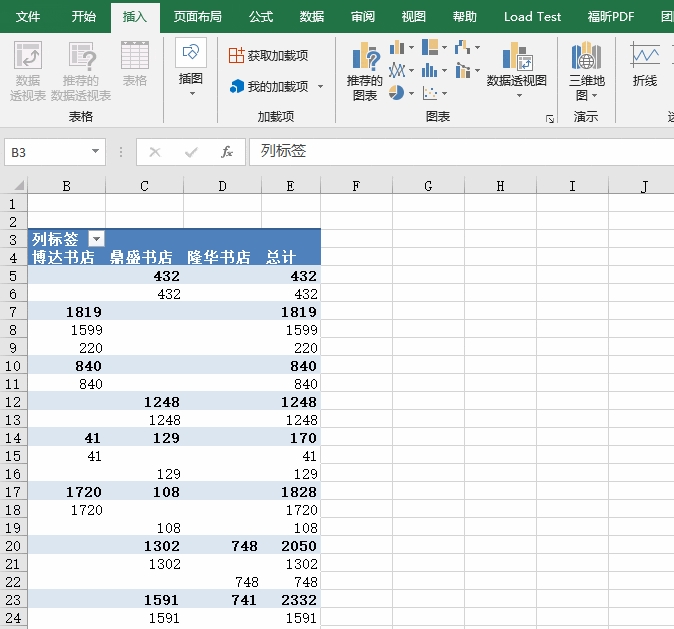 文件 开始 插入 页面布局 公式 数据 审阅 视图 帮助 Load Test 福昕PDF 团
数据
透视表
推荐的
数据透视表
表格
插图
获取加载项
我的加载项
推荐的
图表
数据透视图
三维地
图
折线
表格 加载项 图表 演示
B3 fx 列标签
B C D E F G H I J
1
2
3 列标签
4 博达书店 鼎盛书店 隆华书店 总计
5 432 432
6 432 432
7 1819 1819
8 1599 1599
9 220 220
10 840 840
11 840 840
12 1248 1248
13 1248 1248
14 41 129 170
15 41 41
16 129 129
17 1720 108 1828
18 1720 1720
19 108 108
20 1302 748 2050
21 1302 1302
22 748 748
23 1591 741 2332
24 1591 1591